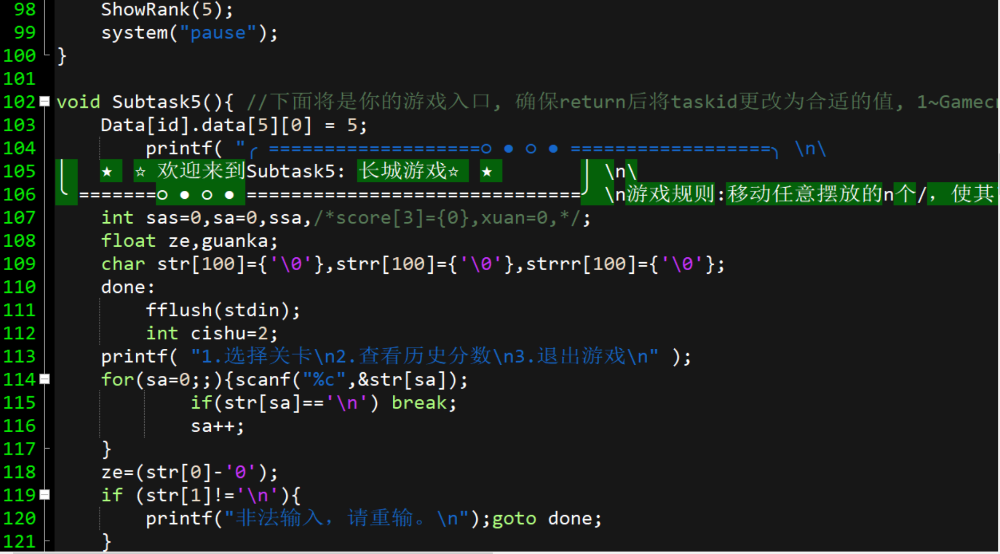 98 ShowRank(5);
99 system("pause");
100 }
101
102 void Subtask5(){ //下面将是你的游戏入口, 确保return后将taskid更改为合适的值, 1~Gamec
103 Data[id].data[5][0] = 5;
104 printf( "╭ ===================○ ● ○ ● ==================╮ \n\
105 │ ★ ☆ 欢迎来到Subtask5: 长城游戏☆ ★ │ \n\
106 ╰ =======○ ● ○ ● ==============================╯ \n游戏规则:移动任意摆放的n个/, 使其
107 int sas=0,sa=0,ssa,/*score[3]={0},xuan=0,*/;
108 float ze,guanka;
109 char str[100]={'\0'},strr[100]={'\0'},strrr[100]={'\0'};
110 done:
111 fflush(stdin);
112 int cishu=2;
113 printf( "1.选择关卡\n2.查看历史分数\n3.退出游戏\n" );
114 for(sa=0;;){scanf("%c",&str[sa]);
115 if(str[sa]=='\n') break;
116 sa++;
117 }
118 ze=(str[0]-'0');
119 if (str[1]!='\n'){
120 printf("非法输入, 请重输。\n");goto done;
121 }